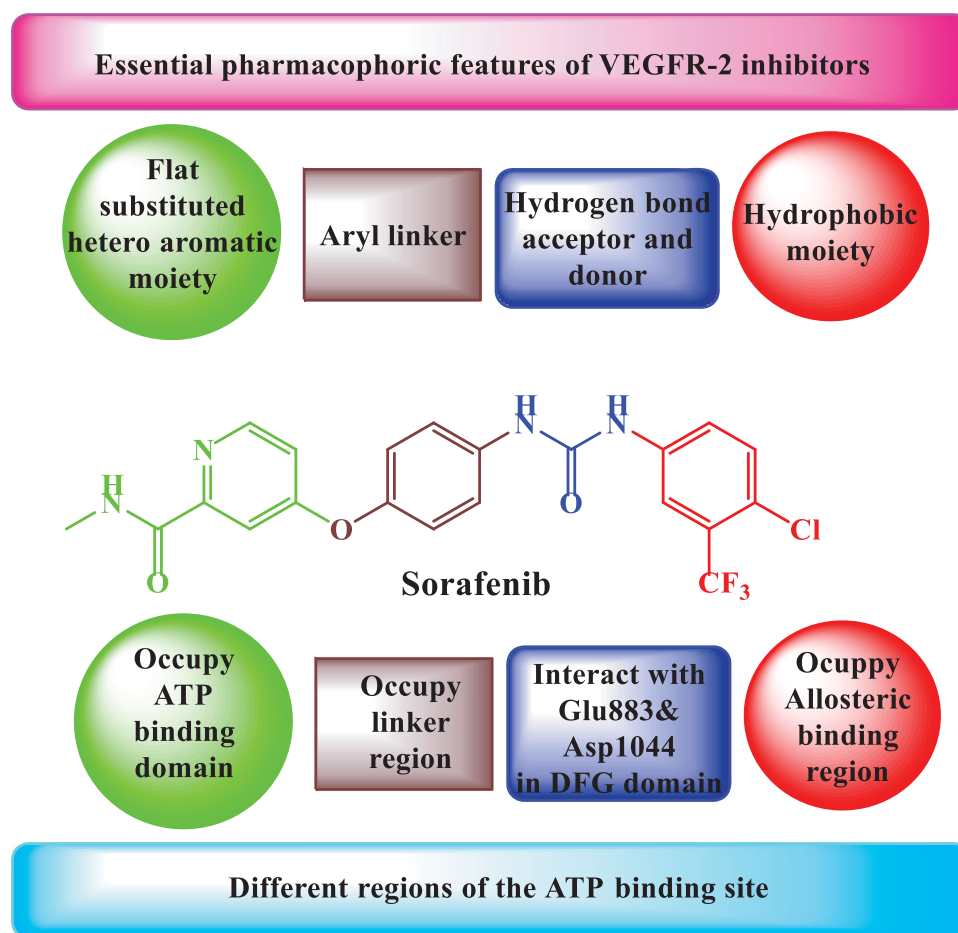 Essential pharmacophoric features of VEGFR-2 inhibitors
Flat
substituted
hetero aromatic
moiety
Aryl linker
Hydrogen bond
acceptor and
donor
Hydrophobic
moiety
H
N
O
N
O
H
N
O
H
N
Cl
CF₃
Sorafenib
Occupy
ATP
binding
domain
Occupy
linker
region
Interact with
Glu883&
Asp1044
in DFG domain
Ocuppy
Allosteric
binding
region
Different regions of the ATP binding site